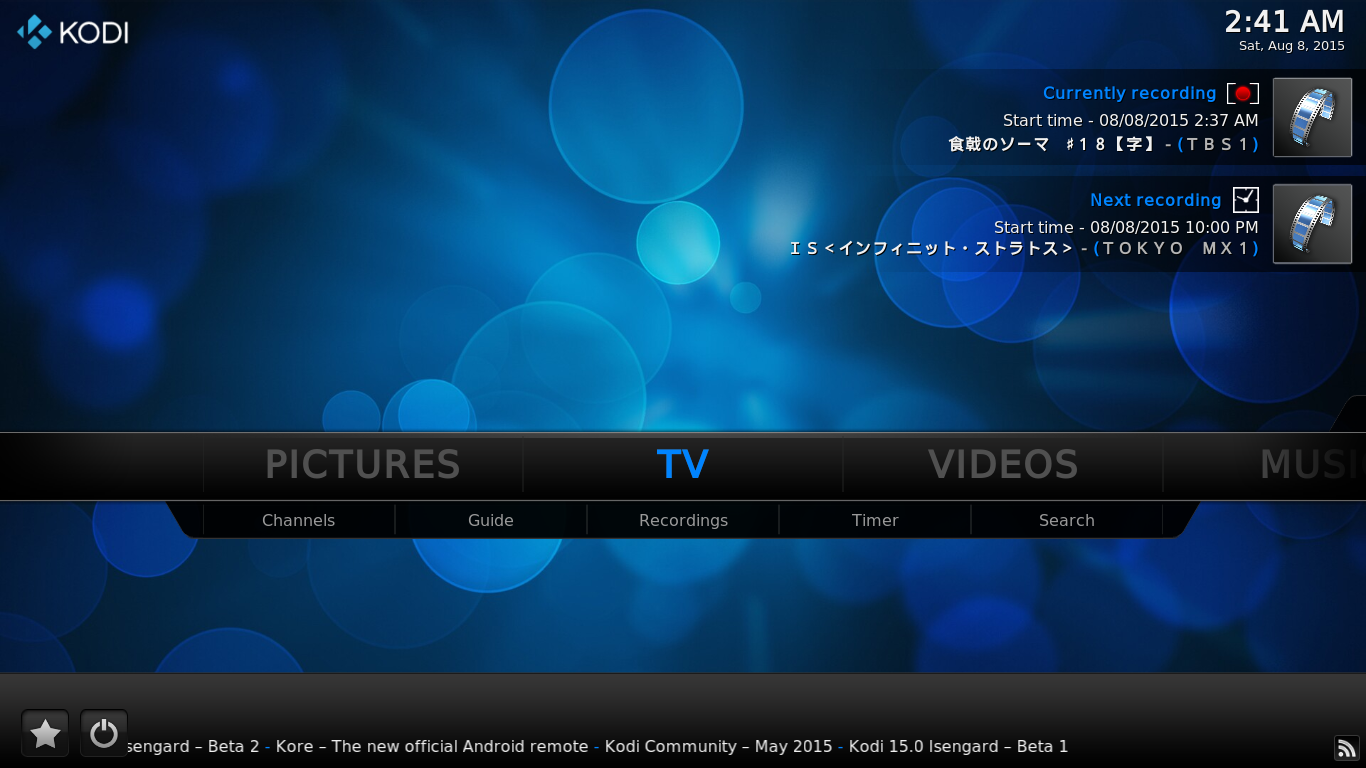 KODI
2:41 AM
Sat, Aug 8, 2015
Currently recording
Start time - 08/08/2015 2:37 AM
食戟のソーマ　♯１８【字】 - (ＴＢＳ１)
Next recording
Start time - 08/08/2015 10:00 PM
ＩＳ＜インフィニット・ストラトス＞ - (ＴＯＫＹＯ　ＭＸ１)
PICTURES
TV
VIDEOS
MUSI
Channels
Guide
Recordings
Timer
Search
sengard – Beta 2 - Kore – The new official Android remote - Kodi Community – May 2015 - Kodi 15.0 Isengard – Beta 1